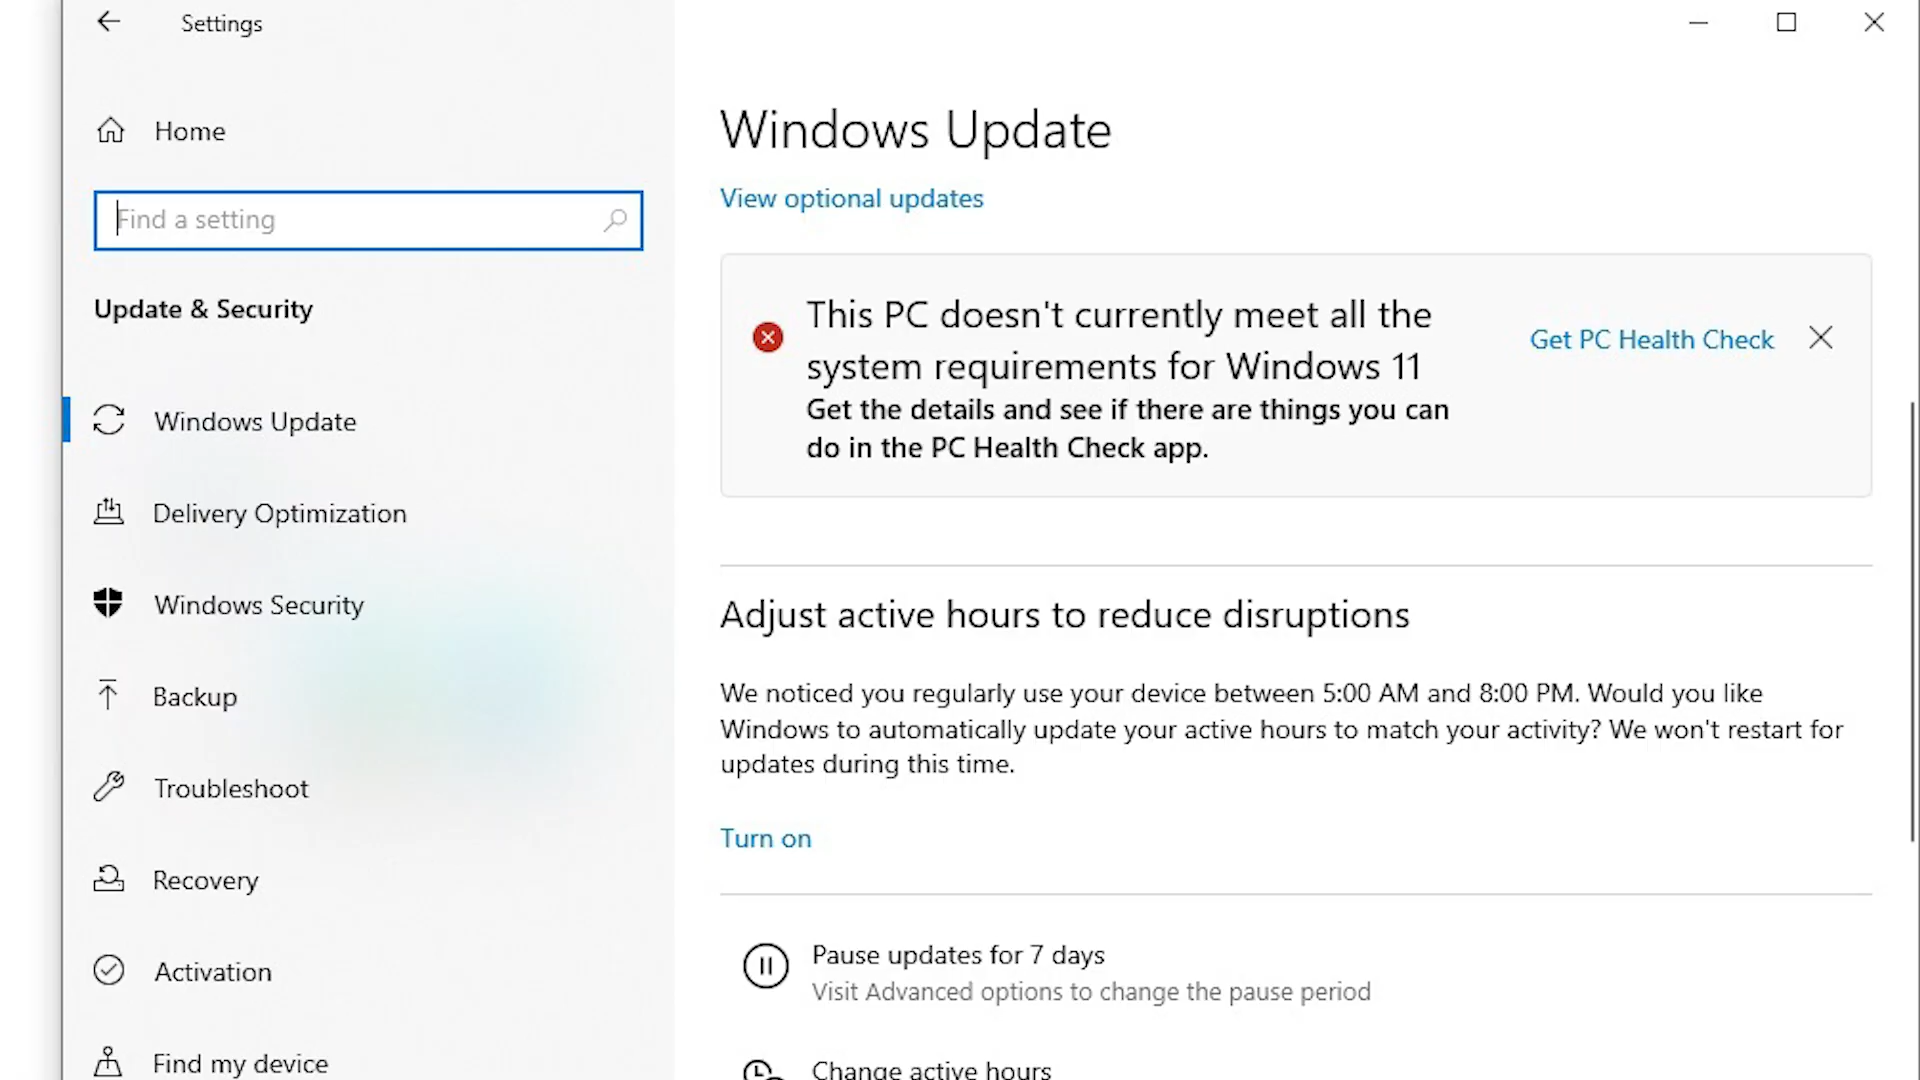 Settings
Home
Find a setting
Update & Security
Windows Update
Delivery Optimization
Windows Security
Backup
Troubleshoot
Recovery
Activation
Find my device
Windows Update
View optional updates
This PC doesn't currently meet all the
system requirements for Windows 11
Get the details and see if there are things you can
do in the PC Health Check app.
Get PC Health Check
Adjust active hours to reduce disruptions
We noticed you regularly use your device between 5:00 AM and 8:00 PM. Would you like
Windows to automatically update your active hours to match your activity? We won't restart for
updates during this time.
Turn on
Pause updates for 7 days
Visit Advanced options to change the pause period
Change active hours